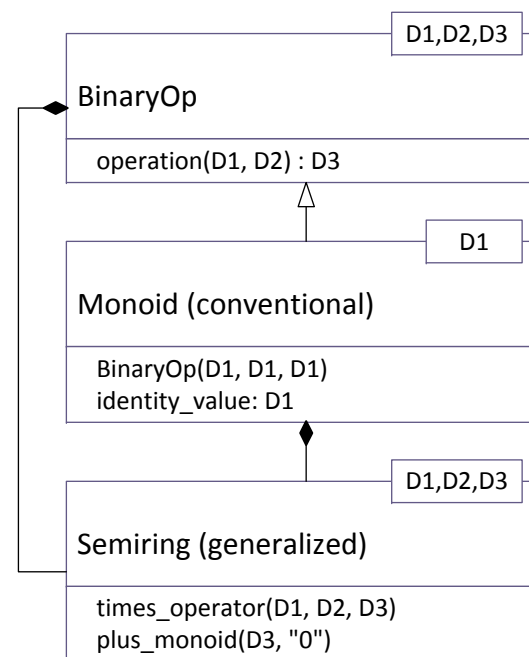 D1,D2,D3
BinaryOp
operation(D1, D2) : D3
D1
Monoid (conventional)
BinaryOp(D1, D1, D1)
identity_value: D1
D1,D2,D3
Semiring (generalized)
times_operator(D1, D2, D3)
plus_monoid(D3, "0")